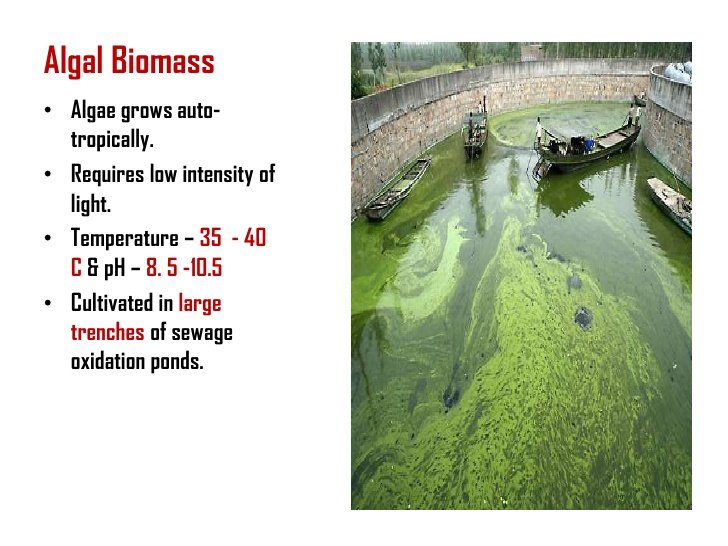 Algal Biomass
• Algae grows auto-
tropically.
• Requires low intensity of
light.
• Temperature – 35 - 40
C & pH – 8. 5 -10.5
• Cultivated in large
trenches of sewage
oxidation ponds.